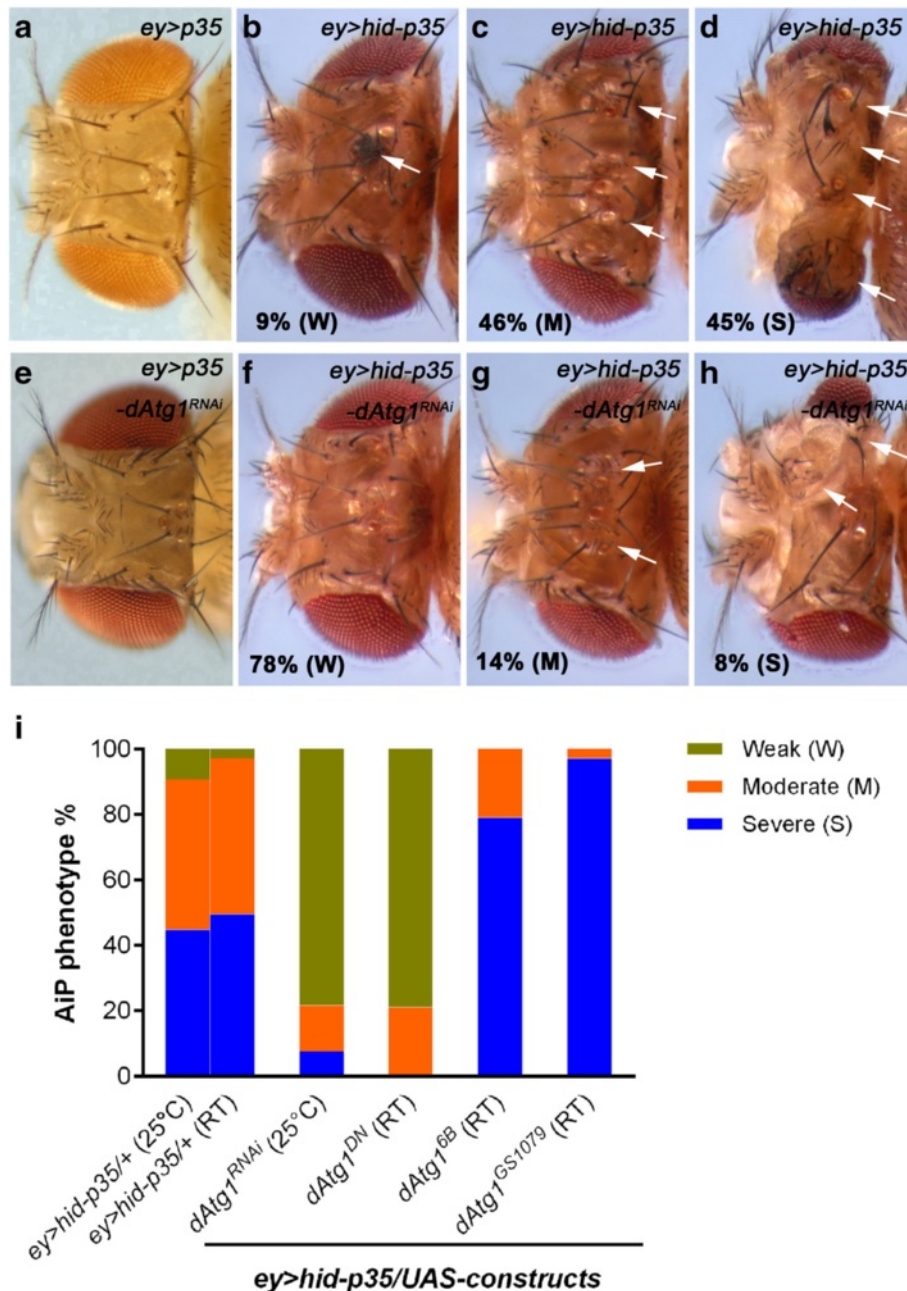 a
ey>p35
b
ey>hid-p35
9% (W)
c
ey>hid-p35
46% (M)
d
ey>hid-p35
45% (S)
e
ey>p35
-dAtg1RNAi
f
ey>hid-p35
-dAtg1RNAi
78% (W)
g
ey>hid-p35
-dAtg1RNAi
14% (M)
h
ey>hid-p35
-dAtg1RNAi
8% (S)
i
AiP phenotype %
100
80
60
40
20
0
Weak (W)
Moderate (M)
Severe (S)
ey>hid-p35/+ (25°C)
ey>hid-p35/+ (RT)
dAtg1RNAi (25°C)
dAtg1DN (RT)
dAtg16B (RT)
dAtg1GS1079 (RT)
ey>hid-p35/UAS-constructs